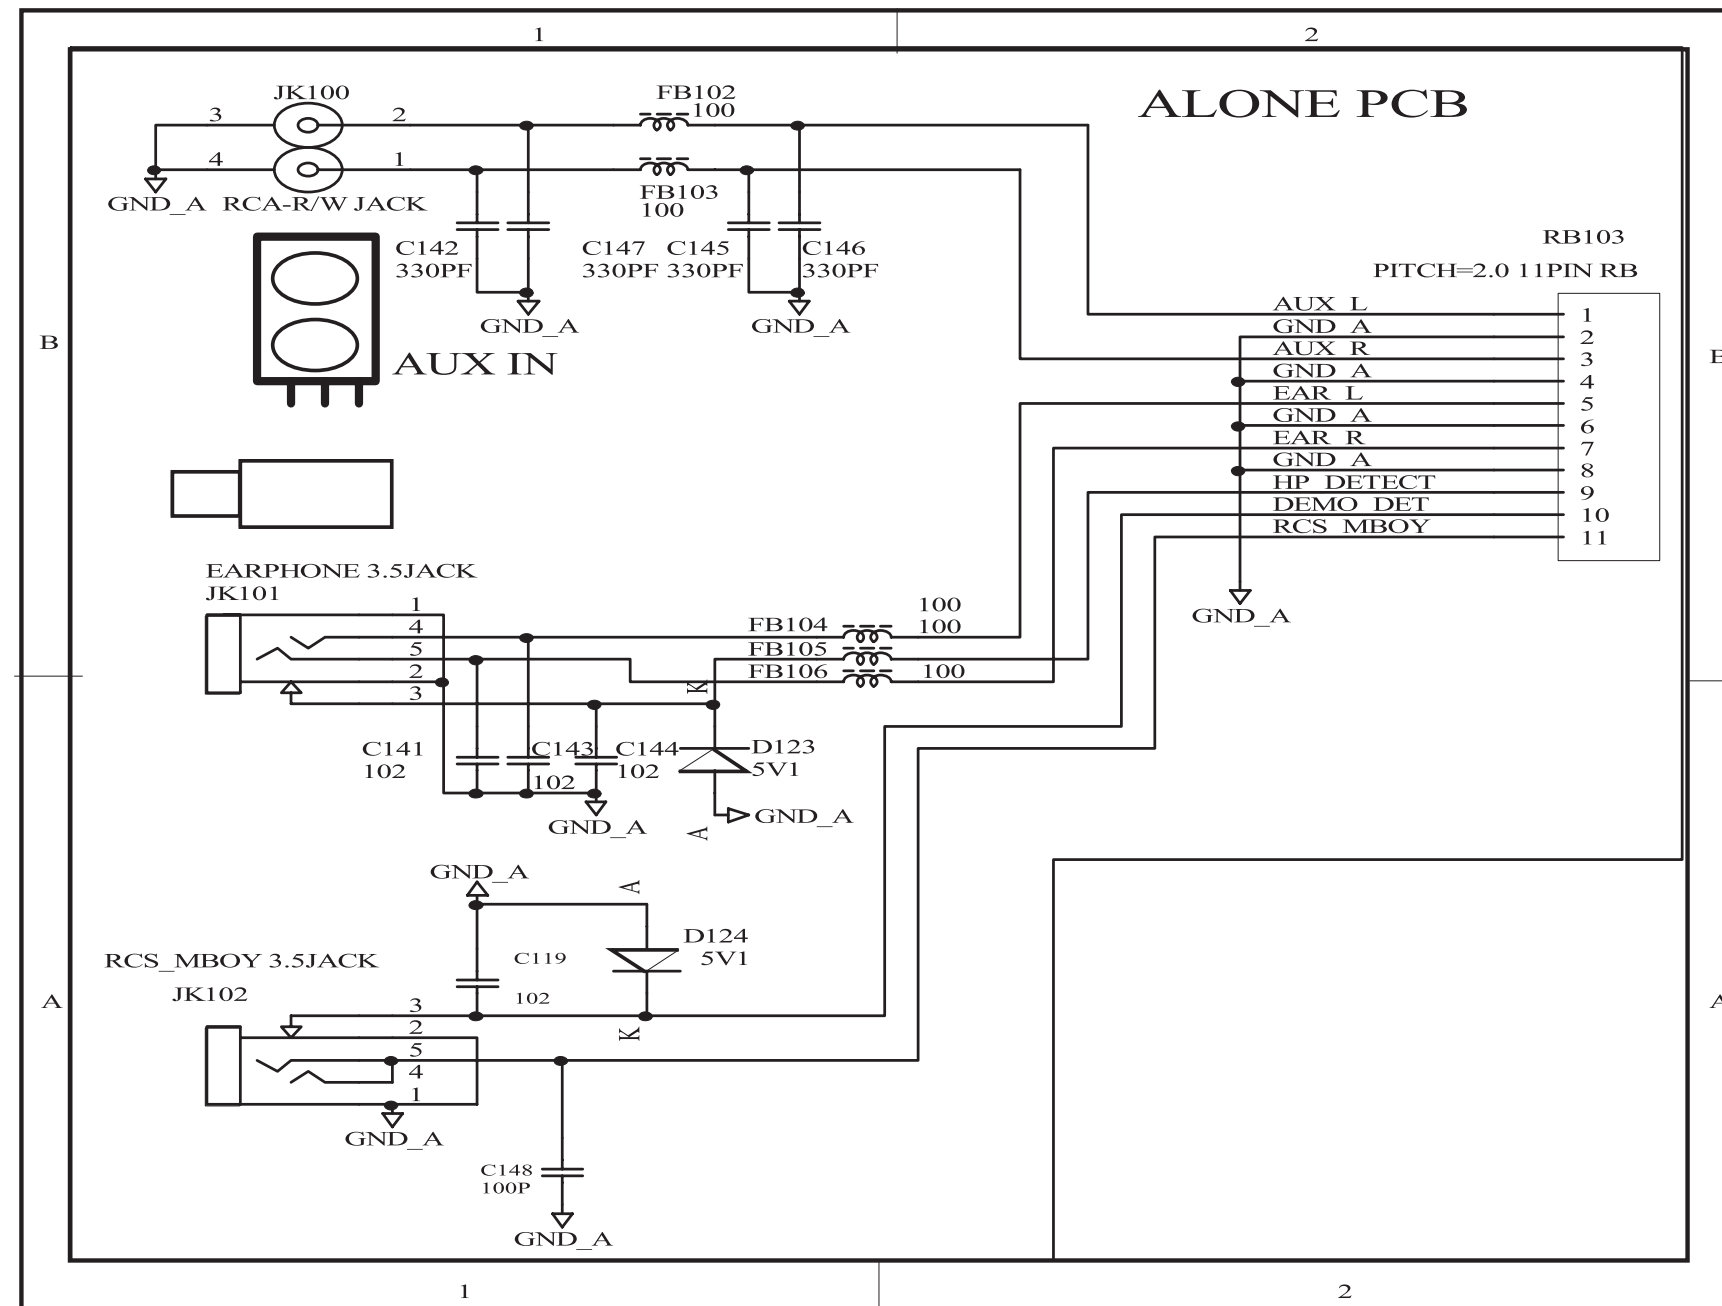 1 2
JK100 FB102
100
ALONE PCB
3 2
4 1
FB103
100
GND_A RCA-R/W JACK
C142 C147 C145 C146
330PF 330PF 330PF 330PF
GND_A GND_A
AUX IN
RB103
PITCH=2.0 11PIN RB
AUX_L 1
GND_A 2
AUX_R 3
GND_A 4
EAR_L 5
GND_A 6
EAR_R 7
GND_A 8
HP_DETECT 9
DEMO_DET 10
RCS_MBOY 11
GND_A
B B
EARPHONE 3.5JACK
JK101
1 100
4 FB104 100
5 FB105
2 FB106 100
3 K
C141 C143 C144 D123
102 102 102 5V1
GND_A A GND_A
GND_A A
D124
5V1
C119
102
RCS_MBOY 3.5JACK
JK102
3
2 K
5
4
1
GND_A
C148
100P
GND_A
A A
1 2